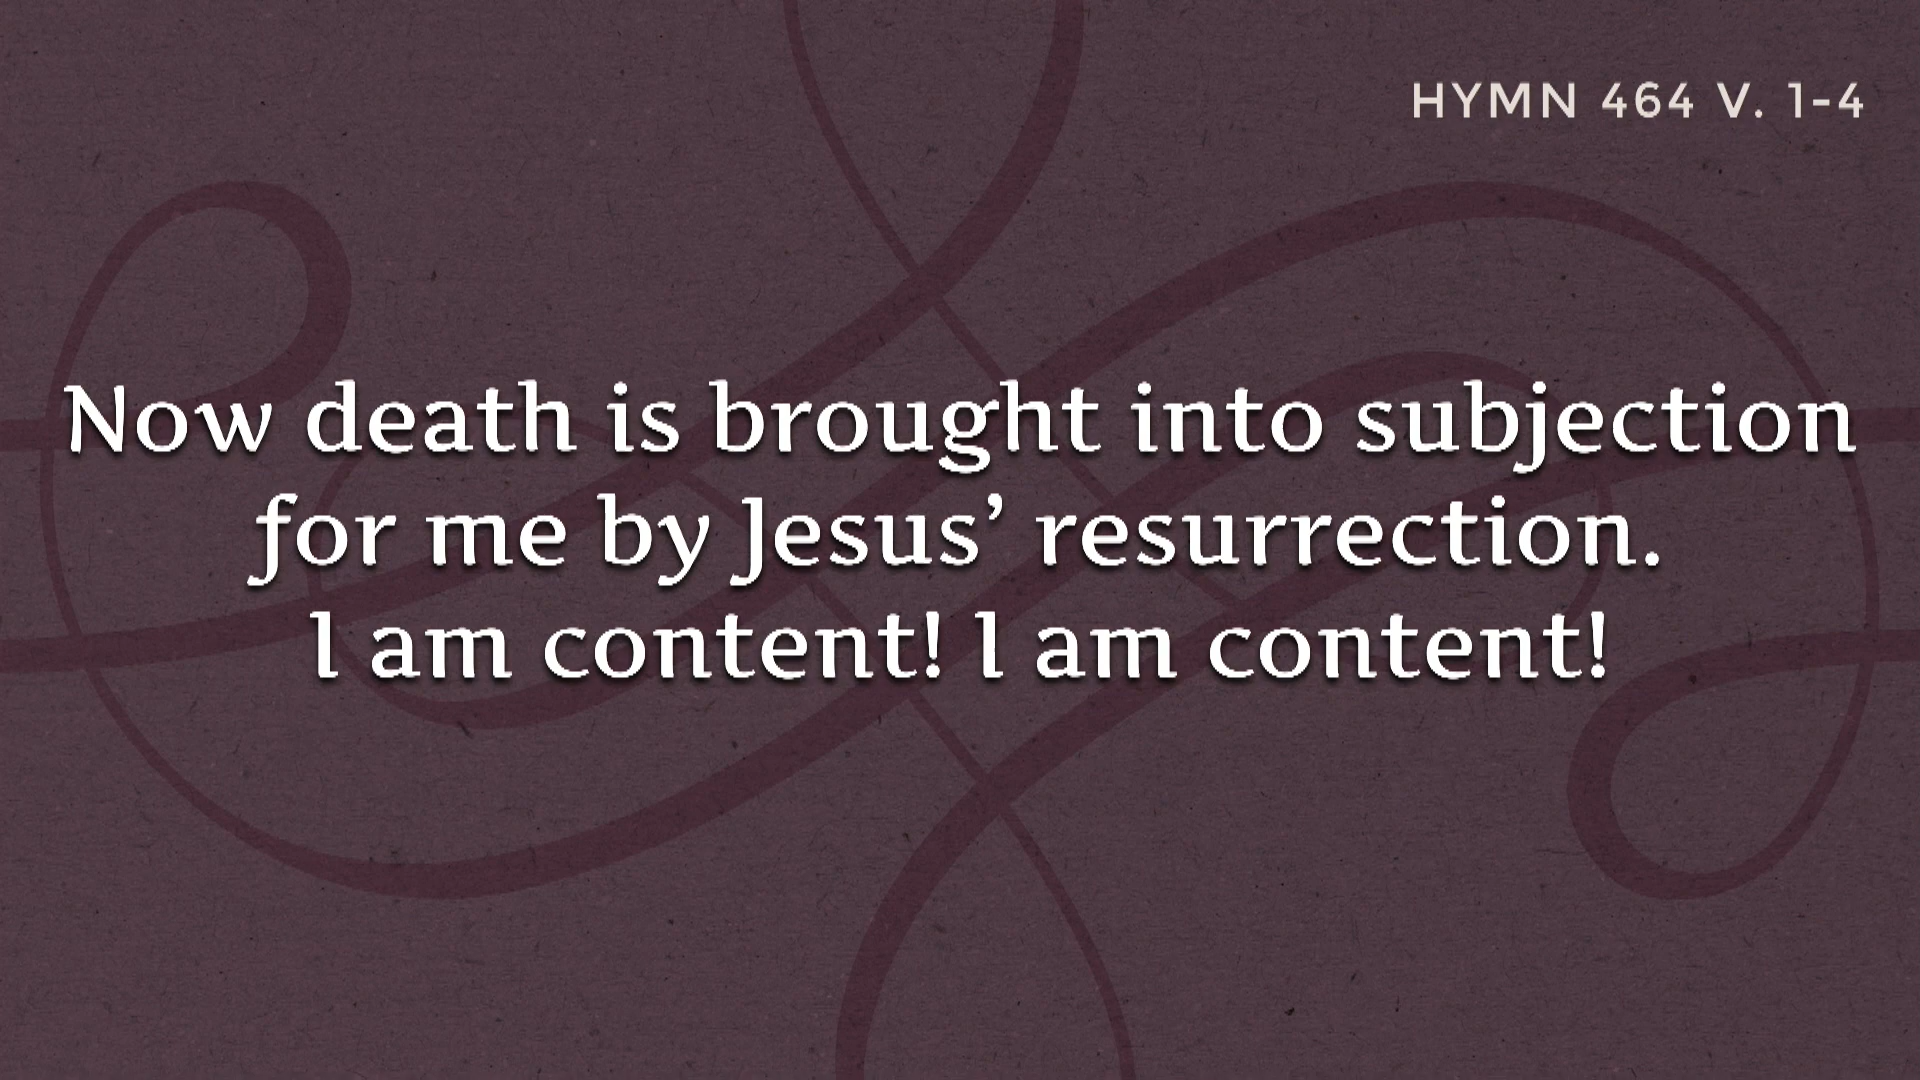 HYMN 464 V. 1-4
Now death is brought into subjection
for me by Jesus’ resurrection.
I am content! I am content!